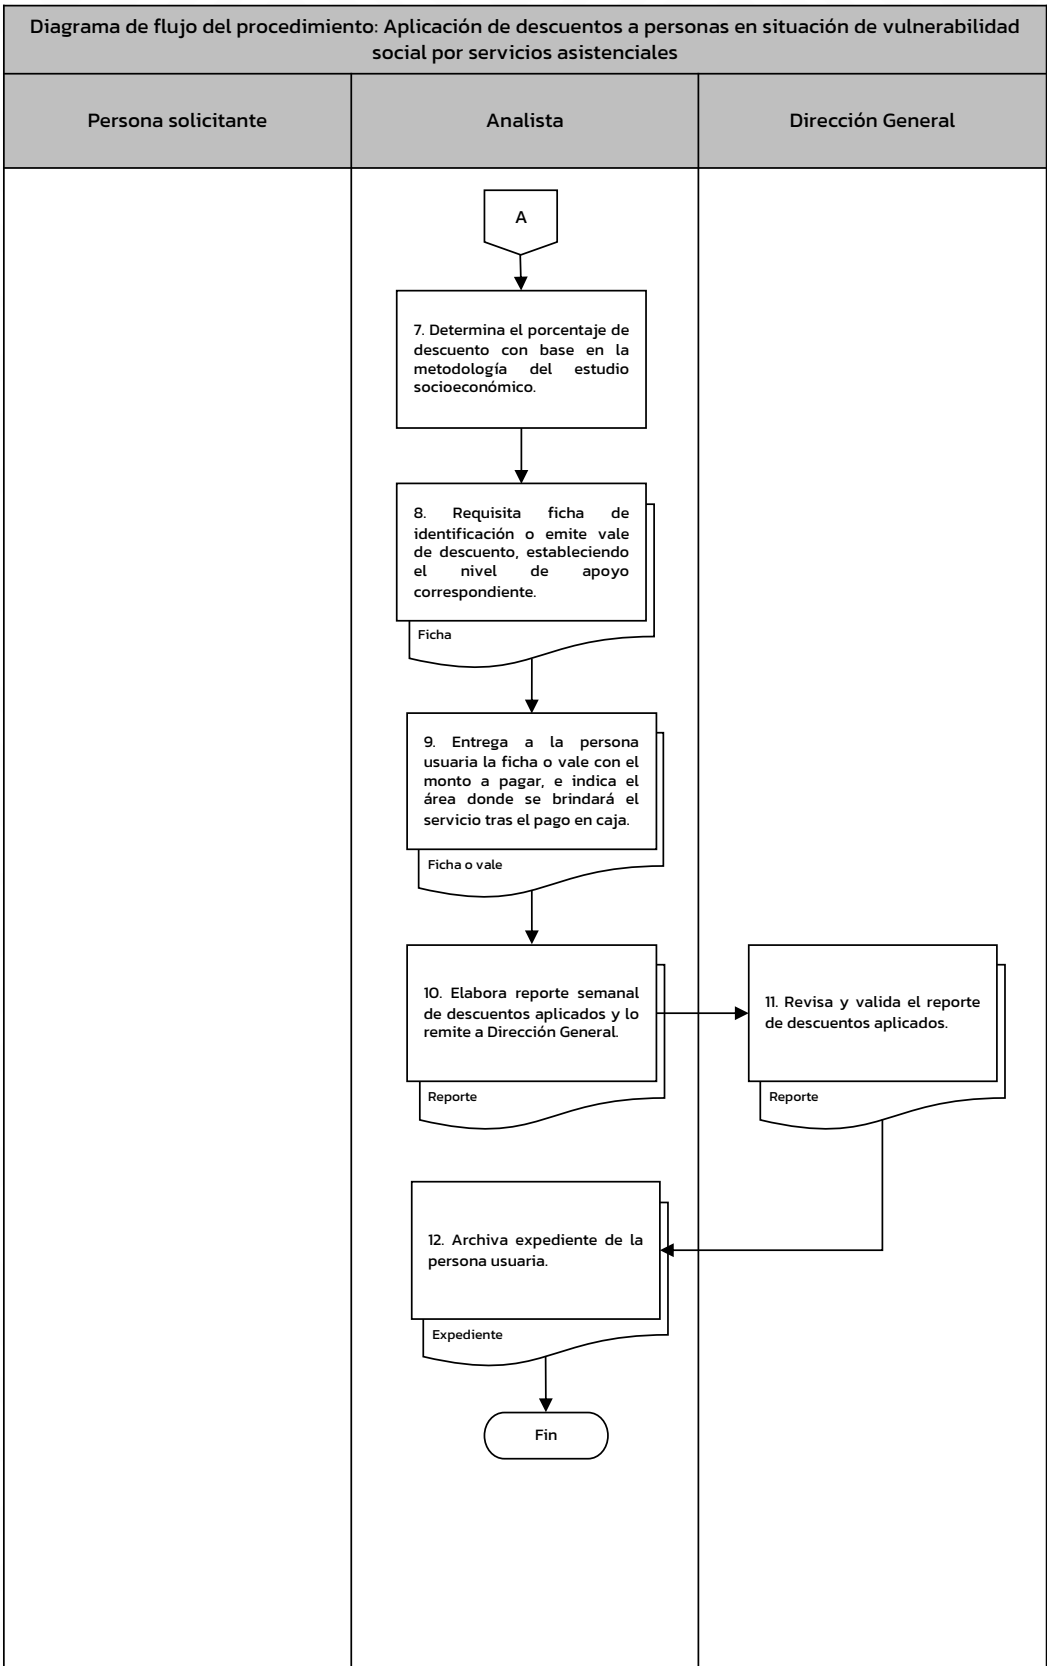 Diagrama de flujo del procedimiento: Aplicación de descuentos a personas en situación de vulnerabilidad
social por servicios asistenciales
Persona solicitante
Analista
Dirección General
A
7. Determina el porcentaje de
descuento con base en la
metodología del estudio
socioeconómico.
8. Requisita ficha de
identificación o emite vale
de descuento, estableciendo
el nivel de apoyo
correspondiente.
Ficha
9. Entrega a la persona
usuaria la ficha o vale con el
monto a pagar, e indica el
área donde se brindará el
servicio tras el pago en caja.
Ficha o vale
10. Elabora reporte semanal
de descuentos aplicados y lo
remite a Dirección General.
Reporte
11. Revisa y valida el reporte
de descuentos aplicados.
Reporte
12. Archiva expediente de la
persona usuaria.
Expediente
Fin